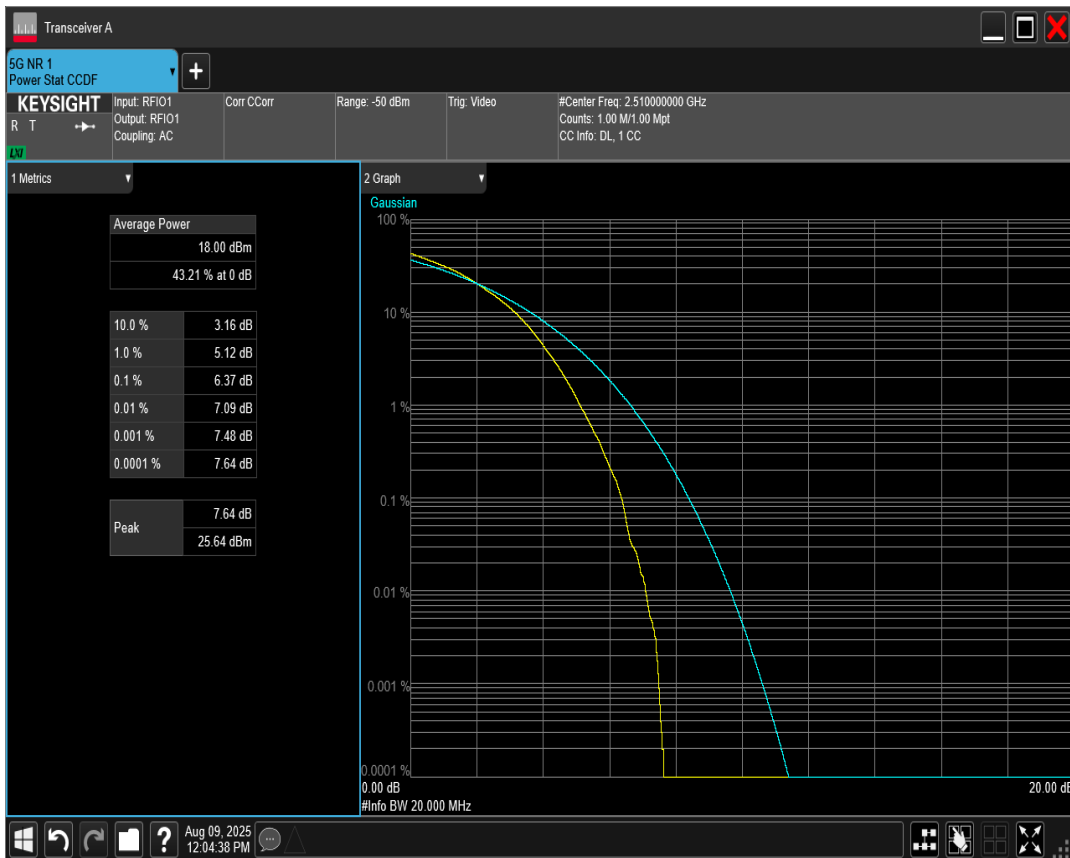 Transceiver A
5G NR 1
Power Stat CCDF
KEYSIGHT
R T
LXI
Input: RFIO1
Output: RFIO1
Coupling: AC
Corr CCorr
Range: -50 dBm
Trig: Video
#Center Freq: 2.510000000 GHz
Counts: 1.00 M/1.00 Mpt
CC Info: DL, 1 CC
1 Metrics
Average Power
18.00 dBm
43.21 % at 0 dB
10.0 % 3.16 dB
1.0 % 5.12 dB
0.1 % 6.37 dB
0.01 % 7.09 dB
0.001 % 7.48 dB
0.0001 % 7.64 dB
Peak
7.64 dB
25.64 dBm
2 Graph
Gaussian
100 %
10 %
1 %
0.1 %
0.01 %
0.001 %
0.0001 %
0.00 dB
20.00 dB
#Info BW 20.000 MHz
?
Aug 09, 2025
12:04:38 PM